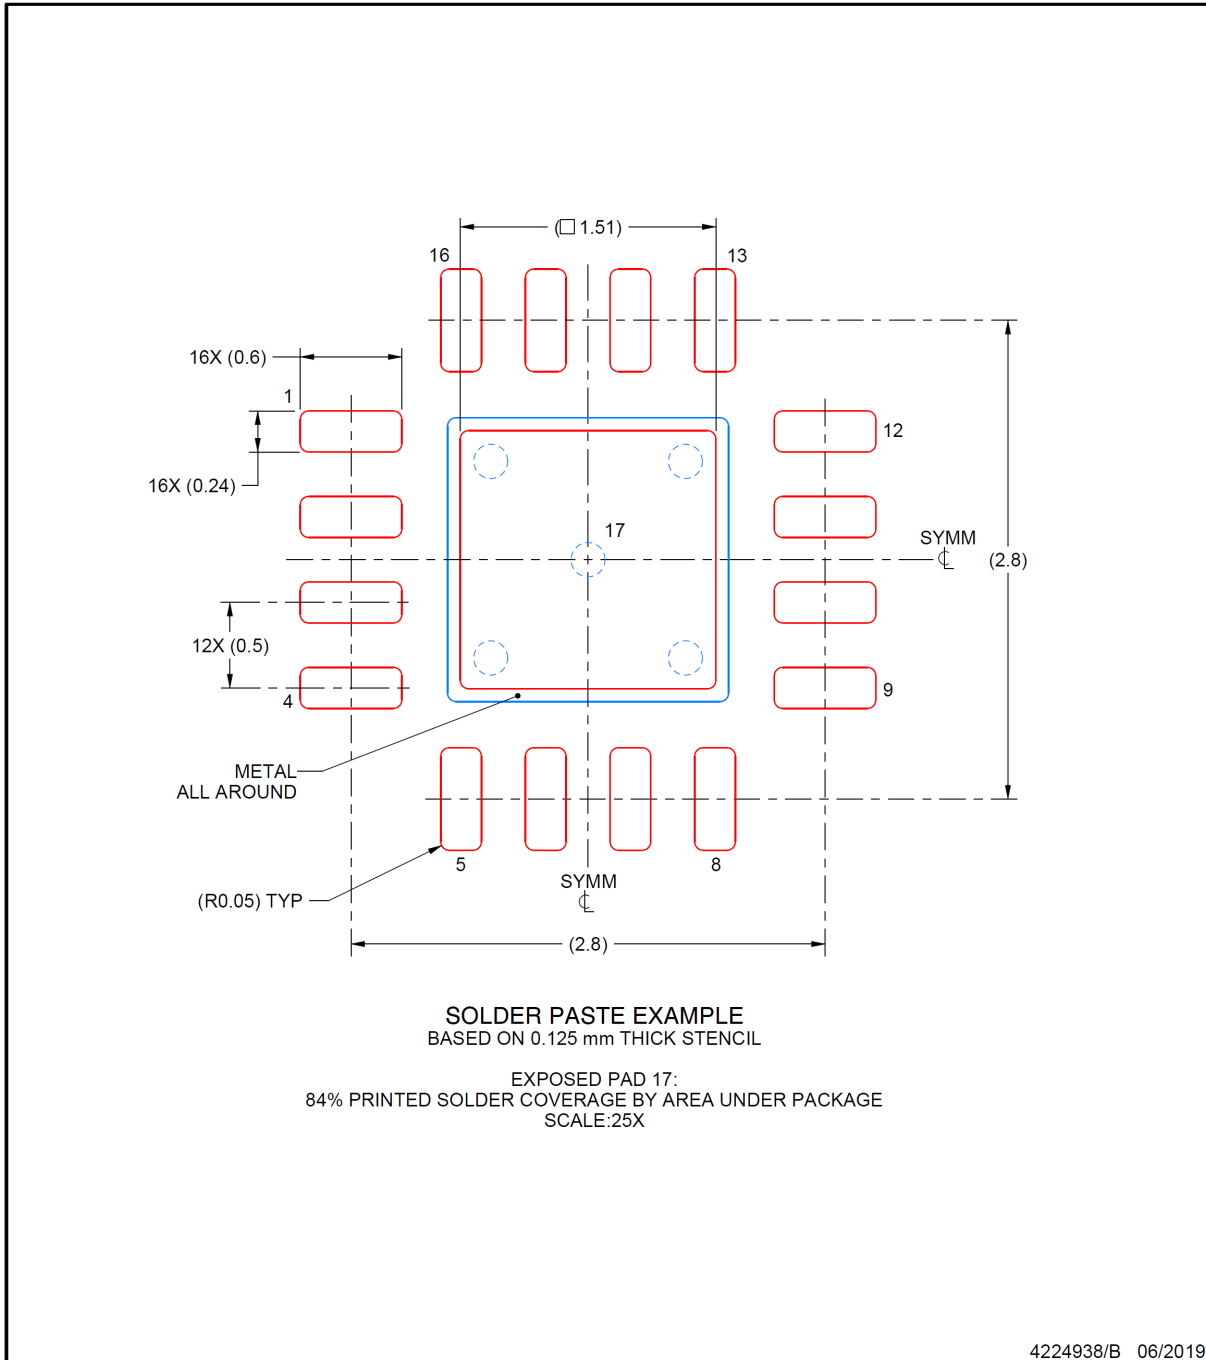 (□ 1.51)
16
13
16X (0.6)
1
12
16X (0.24)
17
SYMM
℄
(2.8)
12X (0.5)
4
9
METAL
ALL AROUND
5
8
(R0.05) TYP
SYMM
℄
(2.8)
SOLDER PASTE EXAMPLE
BASED ON 0.125 mm THICK STENCIL
EXPOSED PAD 17:
84% PRINTED SOLDER COVERAGE BY AREA UNDER PACKAGE
SCALE:25X
4224938/B 06/2019